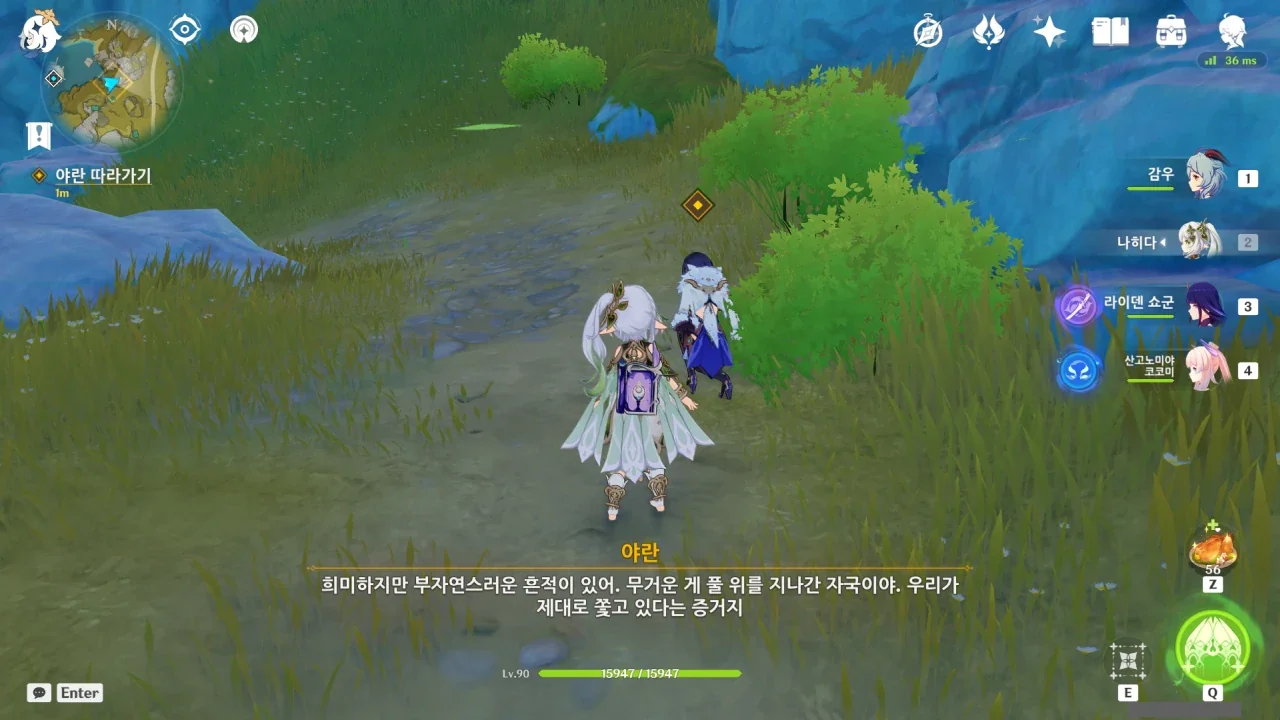 N
36 ms
야란 따라가기
1m
감우
1
나히다
2
라이덴 쇼군
3
산고노미야
코코미
4
야란
희미하지만 부자연스러운 흔적이 있어. 무거운 게 풀 위를 지나간 자국이야. 우리가
제대로 쫓고 있다는 증거지
56
Z
Lv.90
15947 / 15947
Enter
E
Q